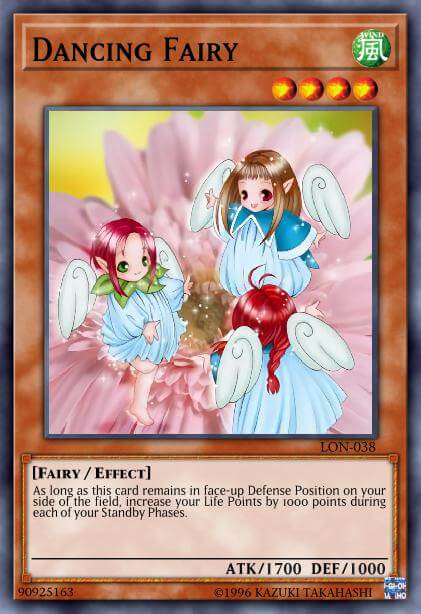 Dancing Fairy
WIND
風
LON-038
[Fairy / Effect]
As long as this card remains in face-up Defense Position on your
side of the field, increase your Life Points by 1000 points during
each of your Standby Phases.
ATK/1700 DEF/1000
90925163
©1996 KAZUKI TAKAHASHI